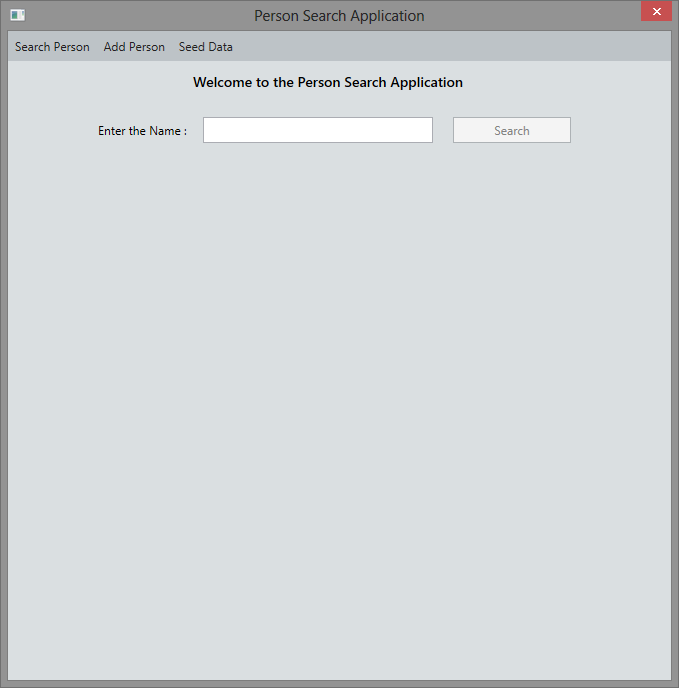 Person Search Application
Search Person Add Person Seed Data
Welcome to the Person Search Application
Enter the Name : Search